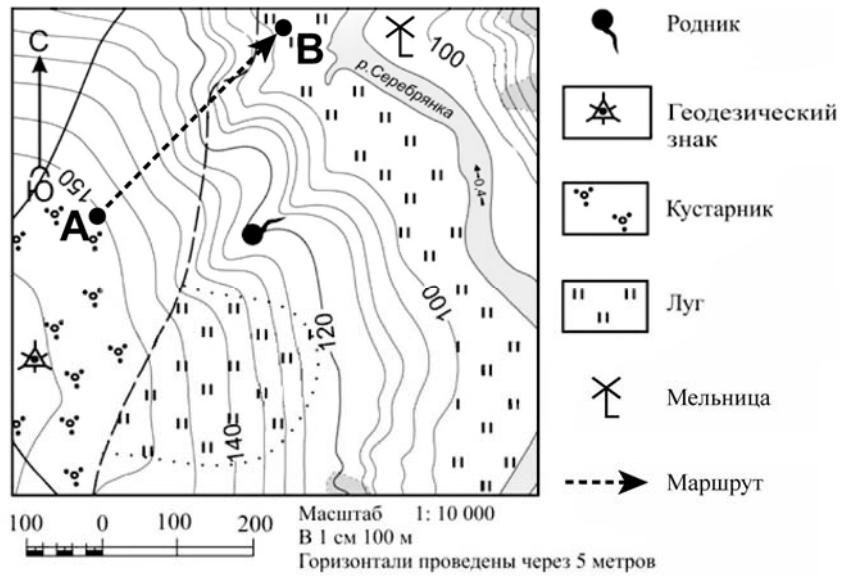 С
Ю
150
А
В
р.Серебрянка
100
0,4
100
120
140
Родник
Геодезический
знак
Кустарник
Луг
Мельница
Маршрут
100 0 100 200
Масштаб 1: 10 000
В 1 см 100 м
Горизонтали проведены через 5 метров